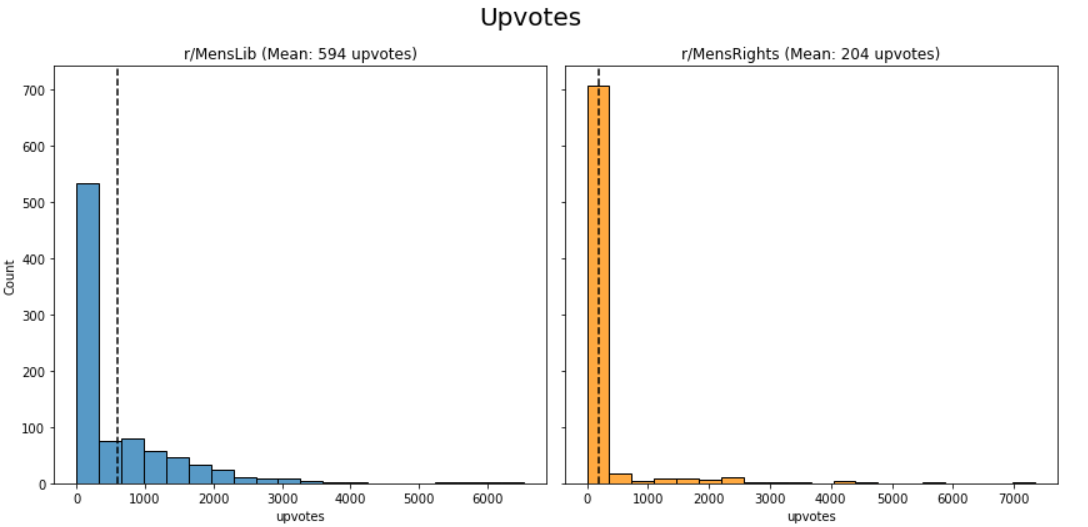 Upvotes
r/MensLib (Mean: 594 upvotes)
r/MensRights (Mean: 204 upvotes)
700
600
500
400
300
200
100
0
Count
0 1000 2000 3000 4000 5000 6000
upvotes
0 1000 2000 3000 4000 5000 6000 7000
upvotes